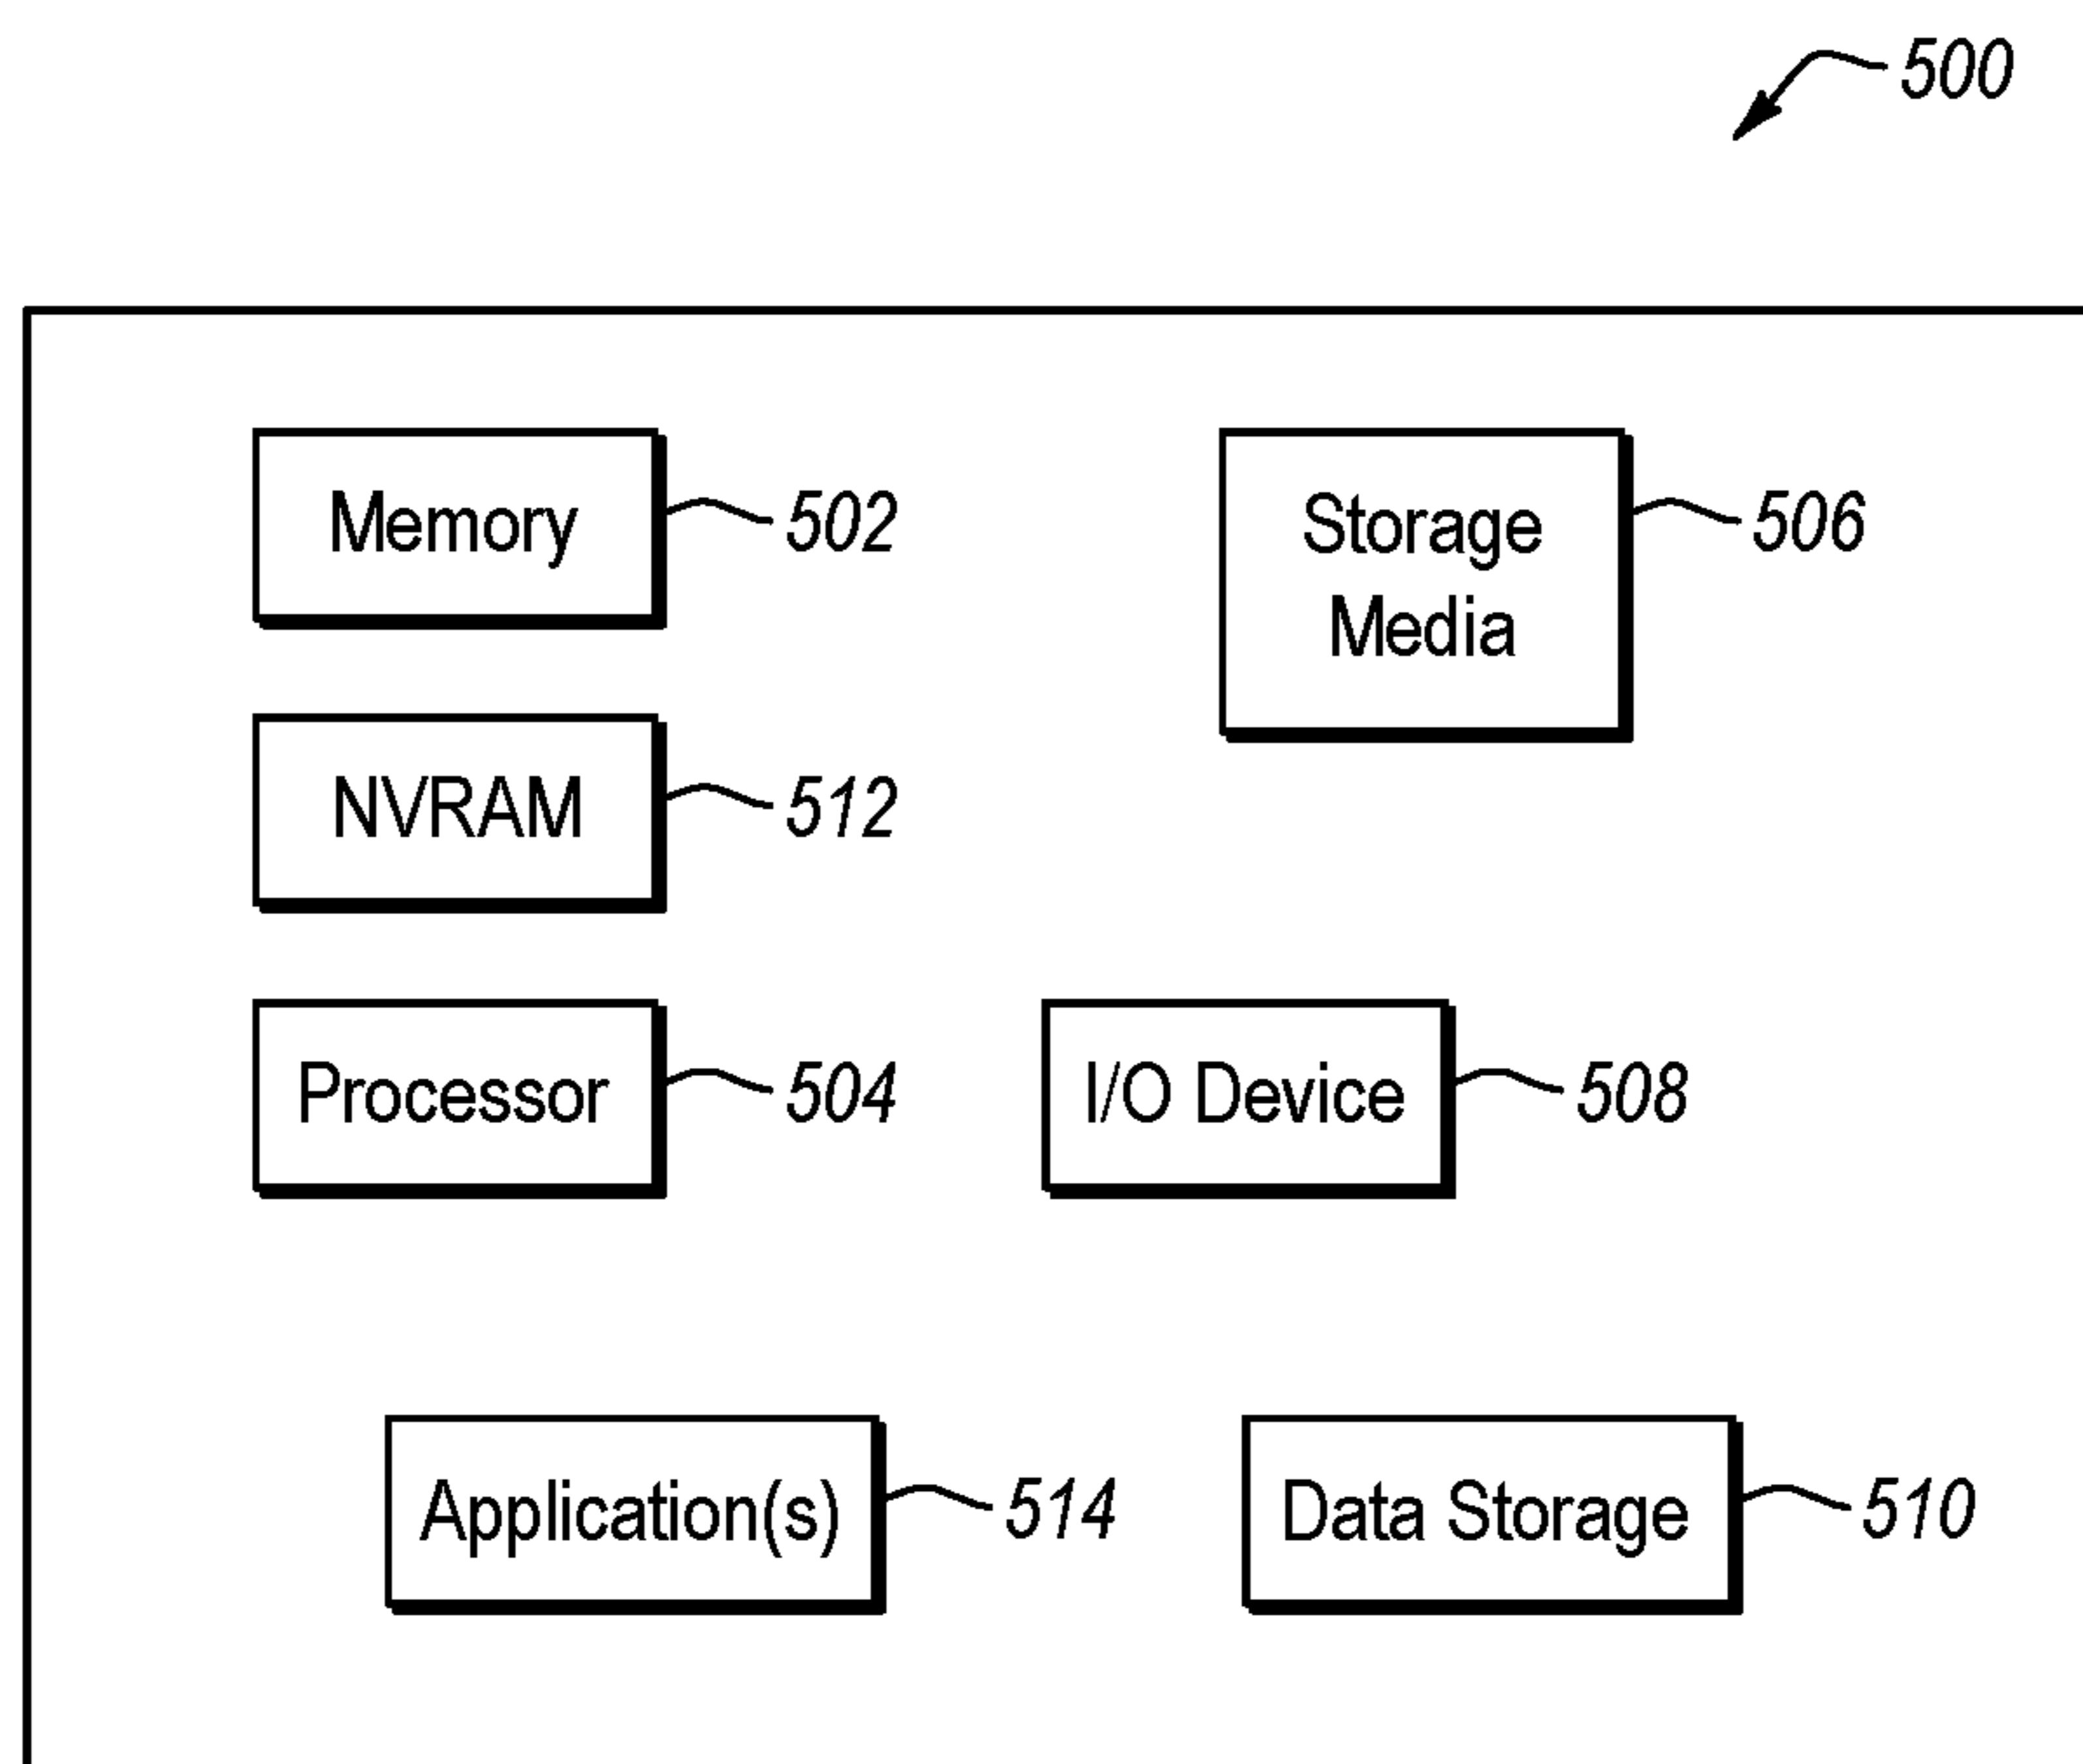 500
Memory 502
Storage
Media 506
NVRAM 512
Processor 504
I/O Device 508
Application(s) 514
Data Storage 510